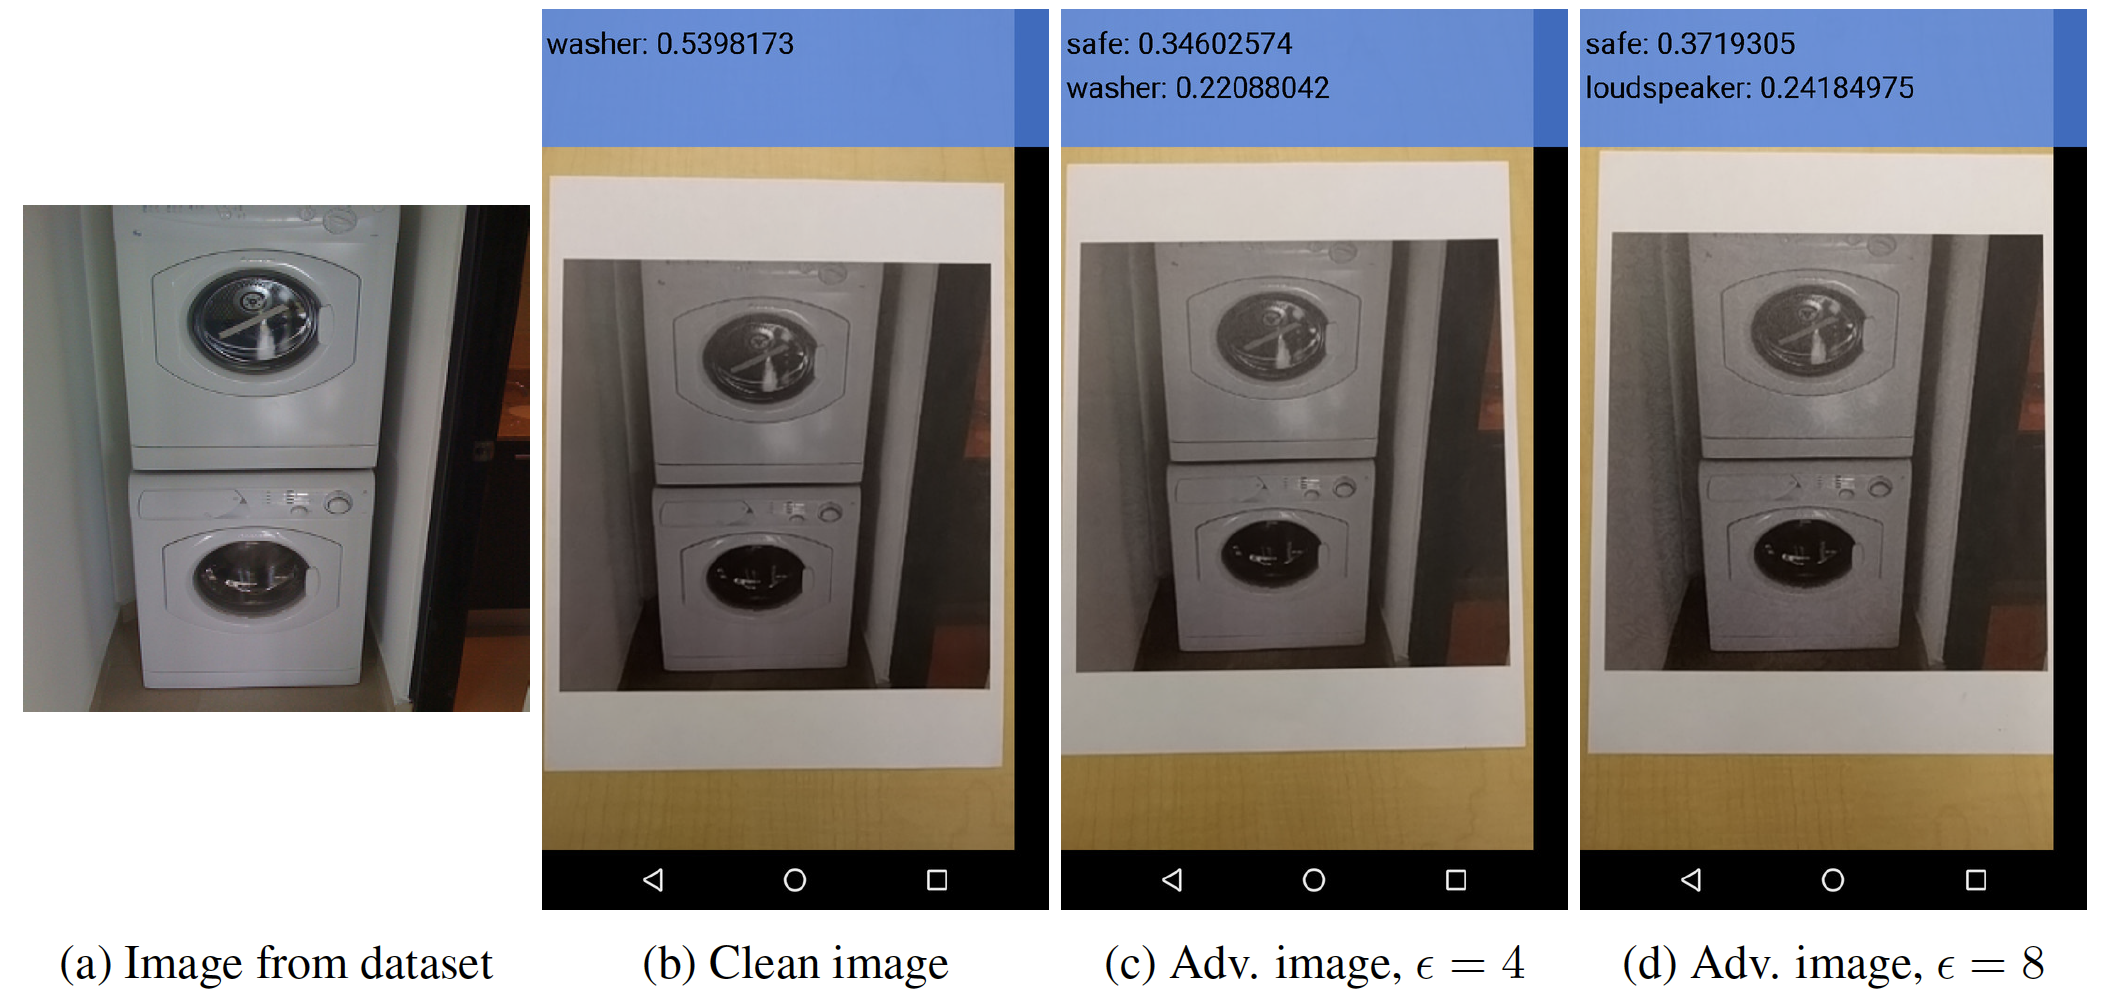 washer: 0.5398173
safe: 0.34602574
washer: 0.22088042
safe: 0.3719305
loudspeaker: 0.24184975
(a) Image from dataset
(b) Clean image
(c) Adv. image, ϵ = 4
(d) Adv. image, ϵ = 8